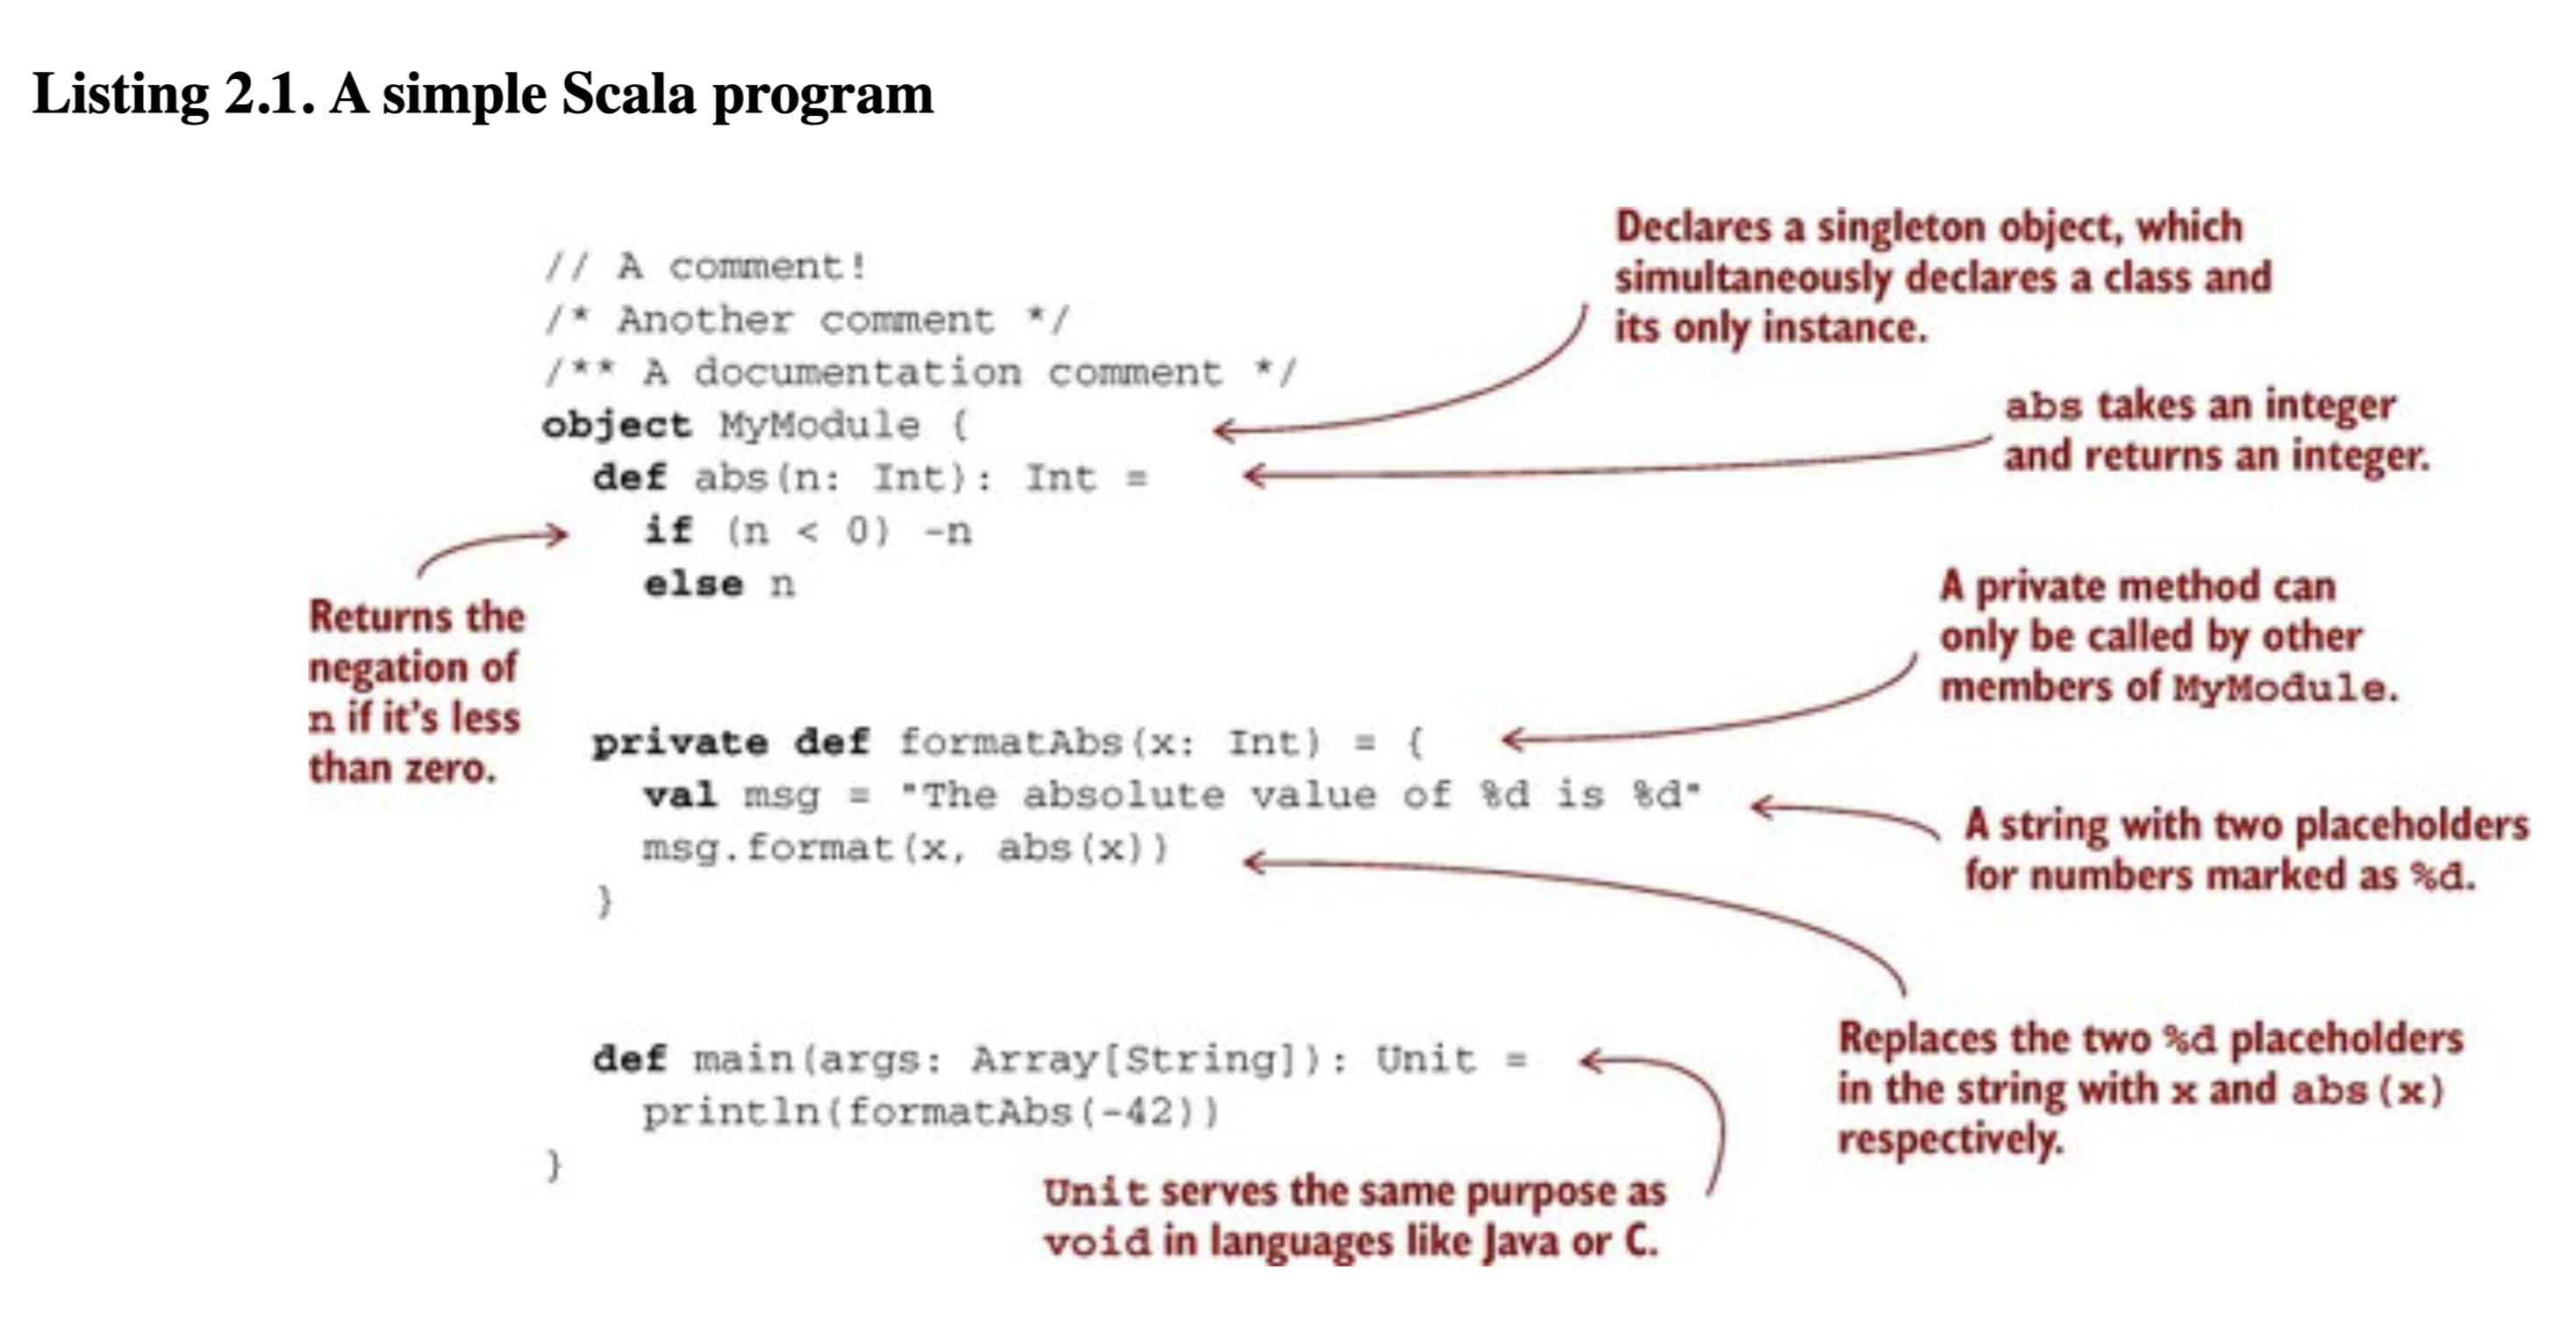 Listing 2.1. A simple Scala program
Declares a singleton object, which
simultaneously declares a class and
its only instance.
// A comment!
/* Another comment */
/** A documentation comment */
object MyModule {
abs takes an integer
and returns an integer.
def abs(n: Int): Int =
if (n < 0) -n
else n
Returns the
negation of
n if it's less
than zero.
A private method can
only be called by other
members of MyModule.
private def formatAbs(x: Int) = {
val msg = "The absolute value of %d is %d"
msg.format(x, abs(x))
}
A string with two placeholders
for numbers marked as %d.
Replaces the two %d placeholders
in the string with x and abs(x)
respectively.
def main(args: Array[String]): Unit =
println(formatAbs(-42))
}
Unit serves the same purpose as
void in languages like Java or C.